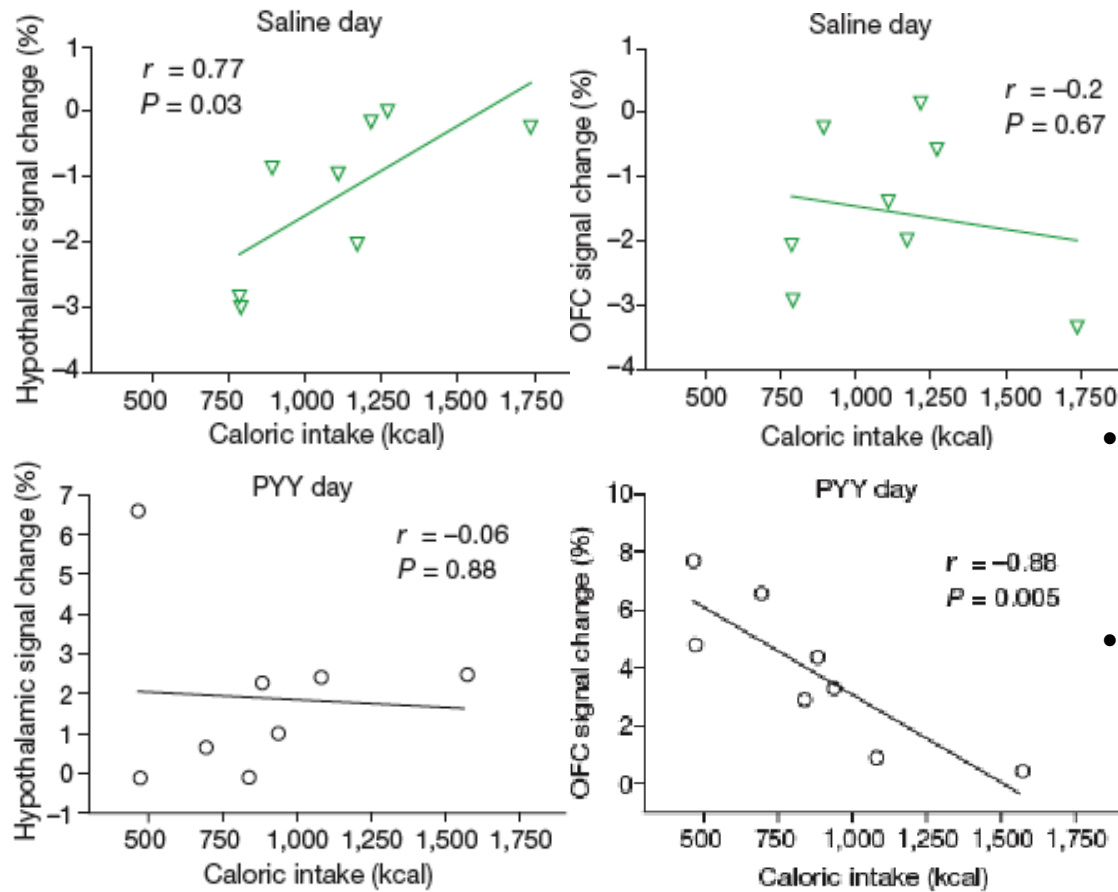 Saline day
Hypothalamic signal change (%)
r = 0.77
P = 0.03
1
0
−1
−2
−3
−4
500 750 1,000 1,250 1,500 1,750
Caloric intake (kcal)
Saline day
OFC signal change (%)
r = −0.2
P = 0.67
1
0
−1
−2
−3
−4
500 750 1,000 1,250 1,500 1,750
Caloric intake (kcal)
•
PYY day
Hypothalamic signal change (%)
r = −0.06
P = 0.88
7
6
5
4
3
2
1
0
−1
500 750 1,000 1,250 1,500 1,750
Caloric intake (kcal)
PYY day
OFC signal change (%)
r = −0.88
P = 0.005
10
8
6
4
2
0
500 750 1,000 1,250 1,500 1,750
Caloric intake (kcal)
•